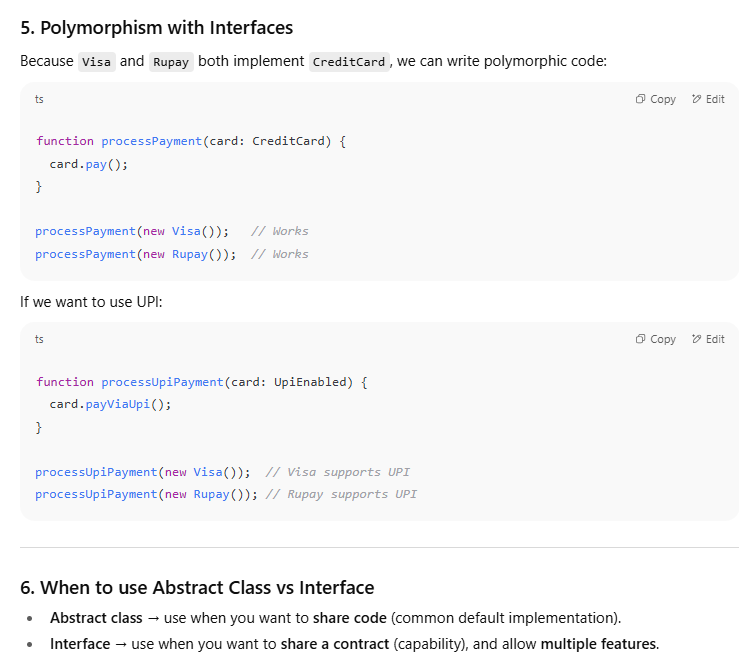 5. Polymorphism with Interfaces
Because Visa and Rupay both implement CreditCard, we can write polymorphic code:
ts
Copy
Edit
function processPayment(card: CreditCard) {
  card.pay();
}
processPayment(new Visa());   // Works
processPayment(new Rupay());  // Works
If we want to use UPI:
ts
Copy
Edit
function processUpiPayment(card: UpiEnabled) {
  card.payViaUpi();
}
processUpiPayment(new Visa());  // Visa supports UPI
processUpiPayment(new Rupay()); // Rupay supports UPI
6. When to use Abstract Class vs Interface
• Abstract class → use when you want to share code (common default implementation).
• Interface → use when you want to share a contract (capability), and allow multiple features.